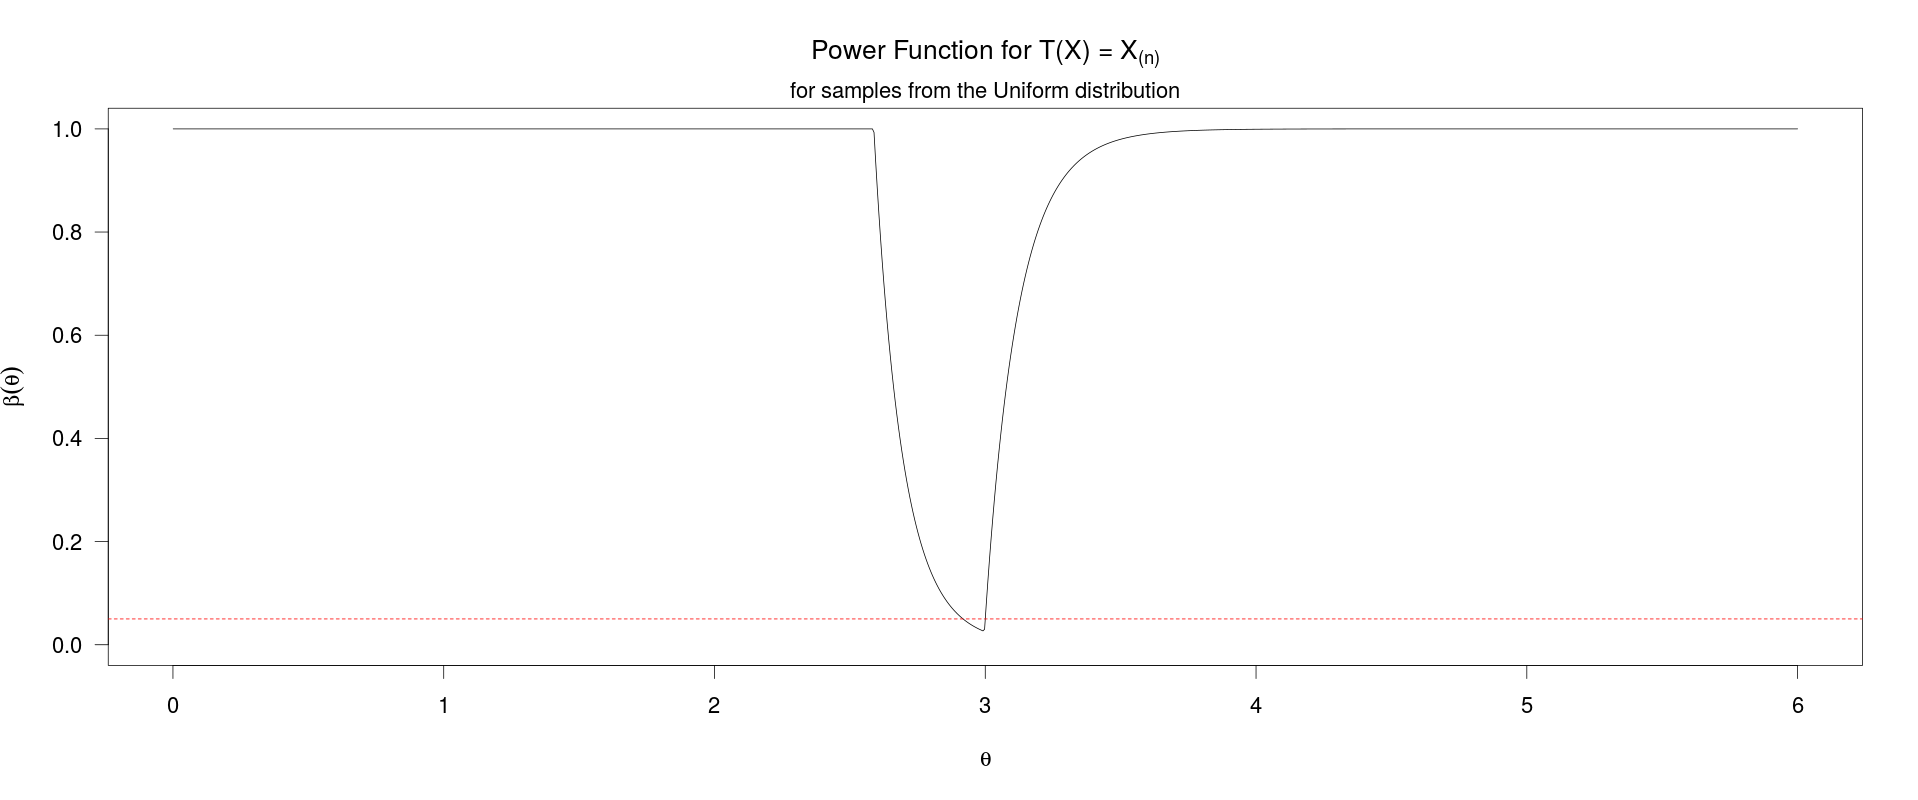 Power Function for T(X) = X(n)
for samples from the Uniform distribution
1.0
0.8
0.6
0.4
0.2
0.0
β(θ)
0 1 2 3 4 5 6
θ